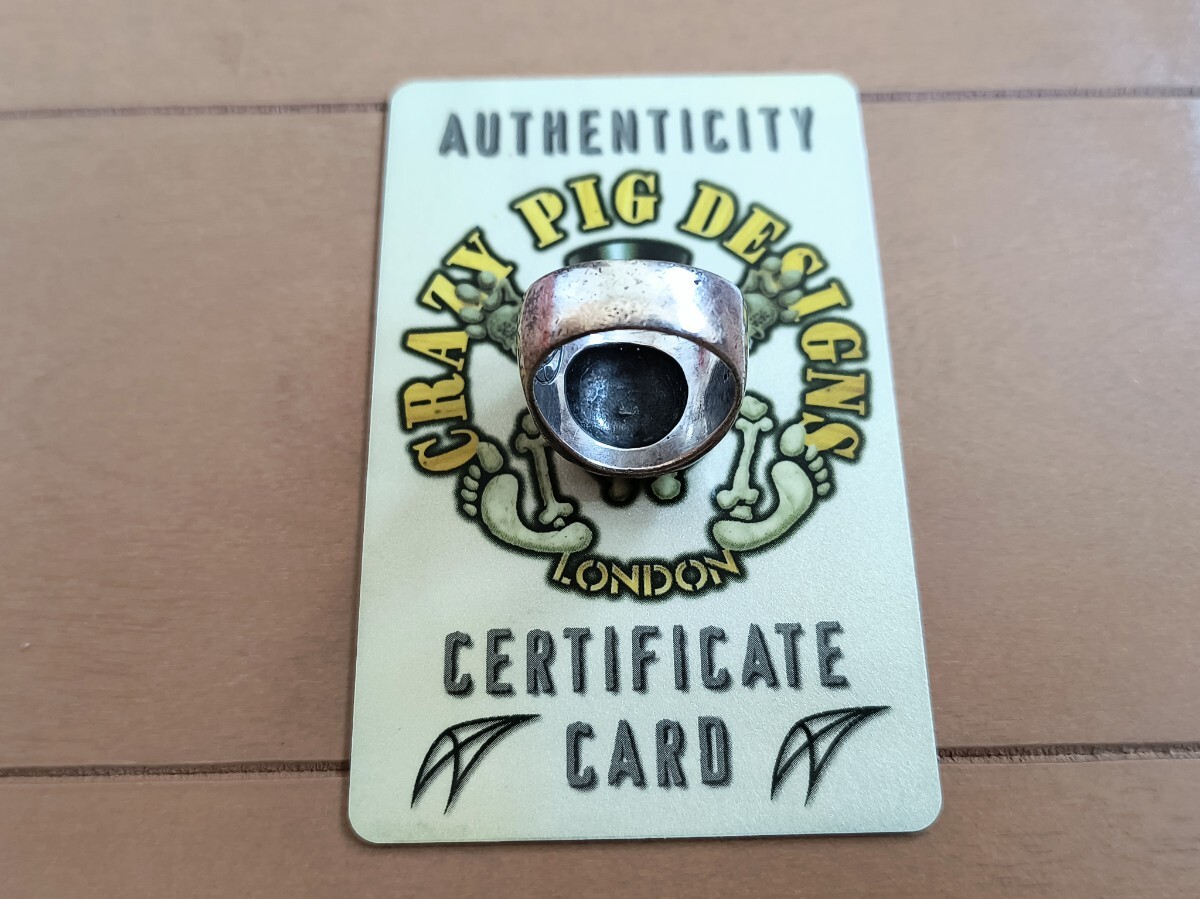 AUTHENTICITY
CRAZY PIG DESIGNS
LONDON
CERTIFICATE
CARD